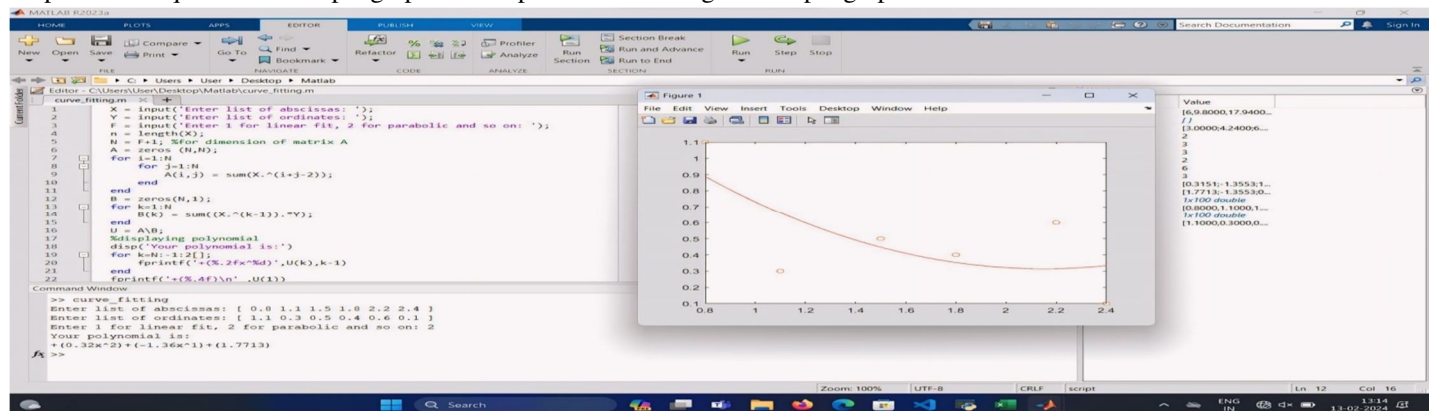 MATLAB R2023a
HOME PLOTS APPS EDITOR PUBLISH VIEW Search Documentation Sign In
New Open Save Compare Print Go To Find Bookmark Refactor Profiler Analyze Run Section Section Break Run and Advance Run to End Run Step Stop
FILE NAVIGATE CODE ANALYZE SECTION RUN
C: Users User Desktop Matlab
Current Folder
Editor - C:\Users\User\Desktop\Matlab\curve_fitting.m
curve_fitting.m
1 X = input('Enter list of abscissas: ');
2 Y = input('Enter list of ordinates: ');
3 F = input('Enter 1 for linear fit, 2 for parabolic and so on: ');
4 n = length(X);
5 N = F+1; %for dimension of matrix A
6 A = zeros (N,N);
7 for i=1:N
8 for j=1:N
9 A(i,j) = sum(X.^(i+j-2));
10 end
11 end
12 B = zeros(N,1);
13 for k=1:N
14 B(k) = sum((X.^(k-1)).*Y);
15 end
16 U = A\B;
17 %displaying polynomial
18 disp('Your polynomial is:')
19 for k=N:-1:2[];
20 fprintf('+(%.2fx^%d)',U(k),k-1)
21 end
22 fprintf('+(%.4f)\n' ,U(1))
Figure 1
File Edit View Insert Tools Desktop Window Help
1.1
1
0.9
0.8
0.7
0.6
0.5
0.4
0.3
0.2
0.1
0.8 1 1.2 1.4 1.6 1.8 2 2.2 2.4
Value
[6,9.8000,17.9400...
[]
[3.0000;4.2400;6....
2
3
3
2
6
3
[0.3151;-1.3553;1...
[1.7713;-1.3553;0...
1x100 double
[0.8000,1.1000,1....
1x100 double
[1.1000,0.3000,0....
Command Window
>> curve_fitting
Enter list of abscissas: [ 0.8 1.1 1.5 1.8 2.2 2.4 ]
Enter list of ordinates: [ 1.1 0.3 0.5 0.4 0.6 0.1 ]
Enter 1 for linear fit, 2 for parabolic and so on: 2
Your polynomial is:
+(0.32x^2)+(-1.36x^1)+(1.7713)
fx >>
Zoom: 100% UTF-8 CRLF script Ln 12 Col 16
Search ENG IN 13:14 13-02-2024